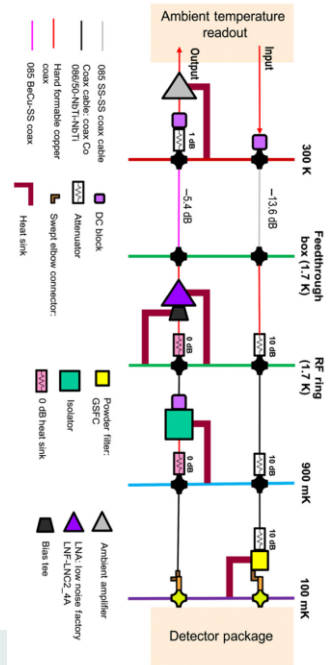 Ambient temperature
readout
Output
Input
1 dB
300 K
–5.4 dB
–13.6 dB
Feedthrough
box (1.7 K)
0 dB
10 dB
RF ring
(1.7 K)
0 dB
10 dB
900 mK
10 dB
100 mK
Detector package
085 SS-SS coax cable
Coax cable: coax Co
086/50-NbTi-NbTi
Hand formable copper
coax
085 BeCu-SS coax
DC block
Attenuator
Swept elbow connector:
Heat sink
Powder filter:
GSFC
Isolator
0 dB heat sink
Ambient amplifier
LNA: low noise factory
LNF-LNC2_4A
Bias tee